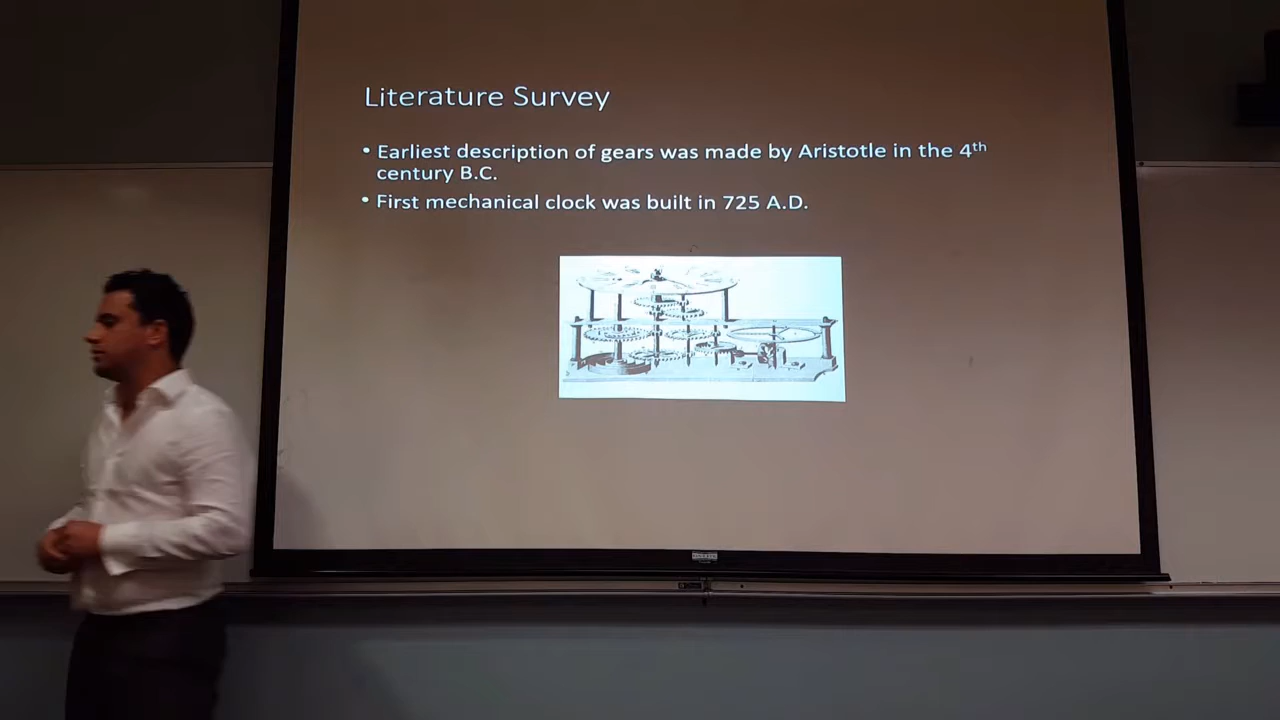 Literature Survey
• Earliest description of gears was made by Aristotle in the 4th
century B.C.
• First mechanical clock was built in 725 A.D.